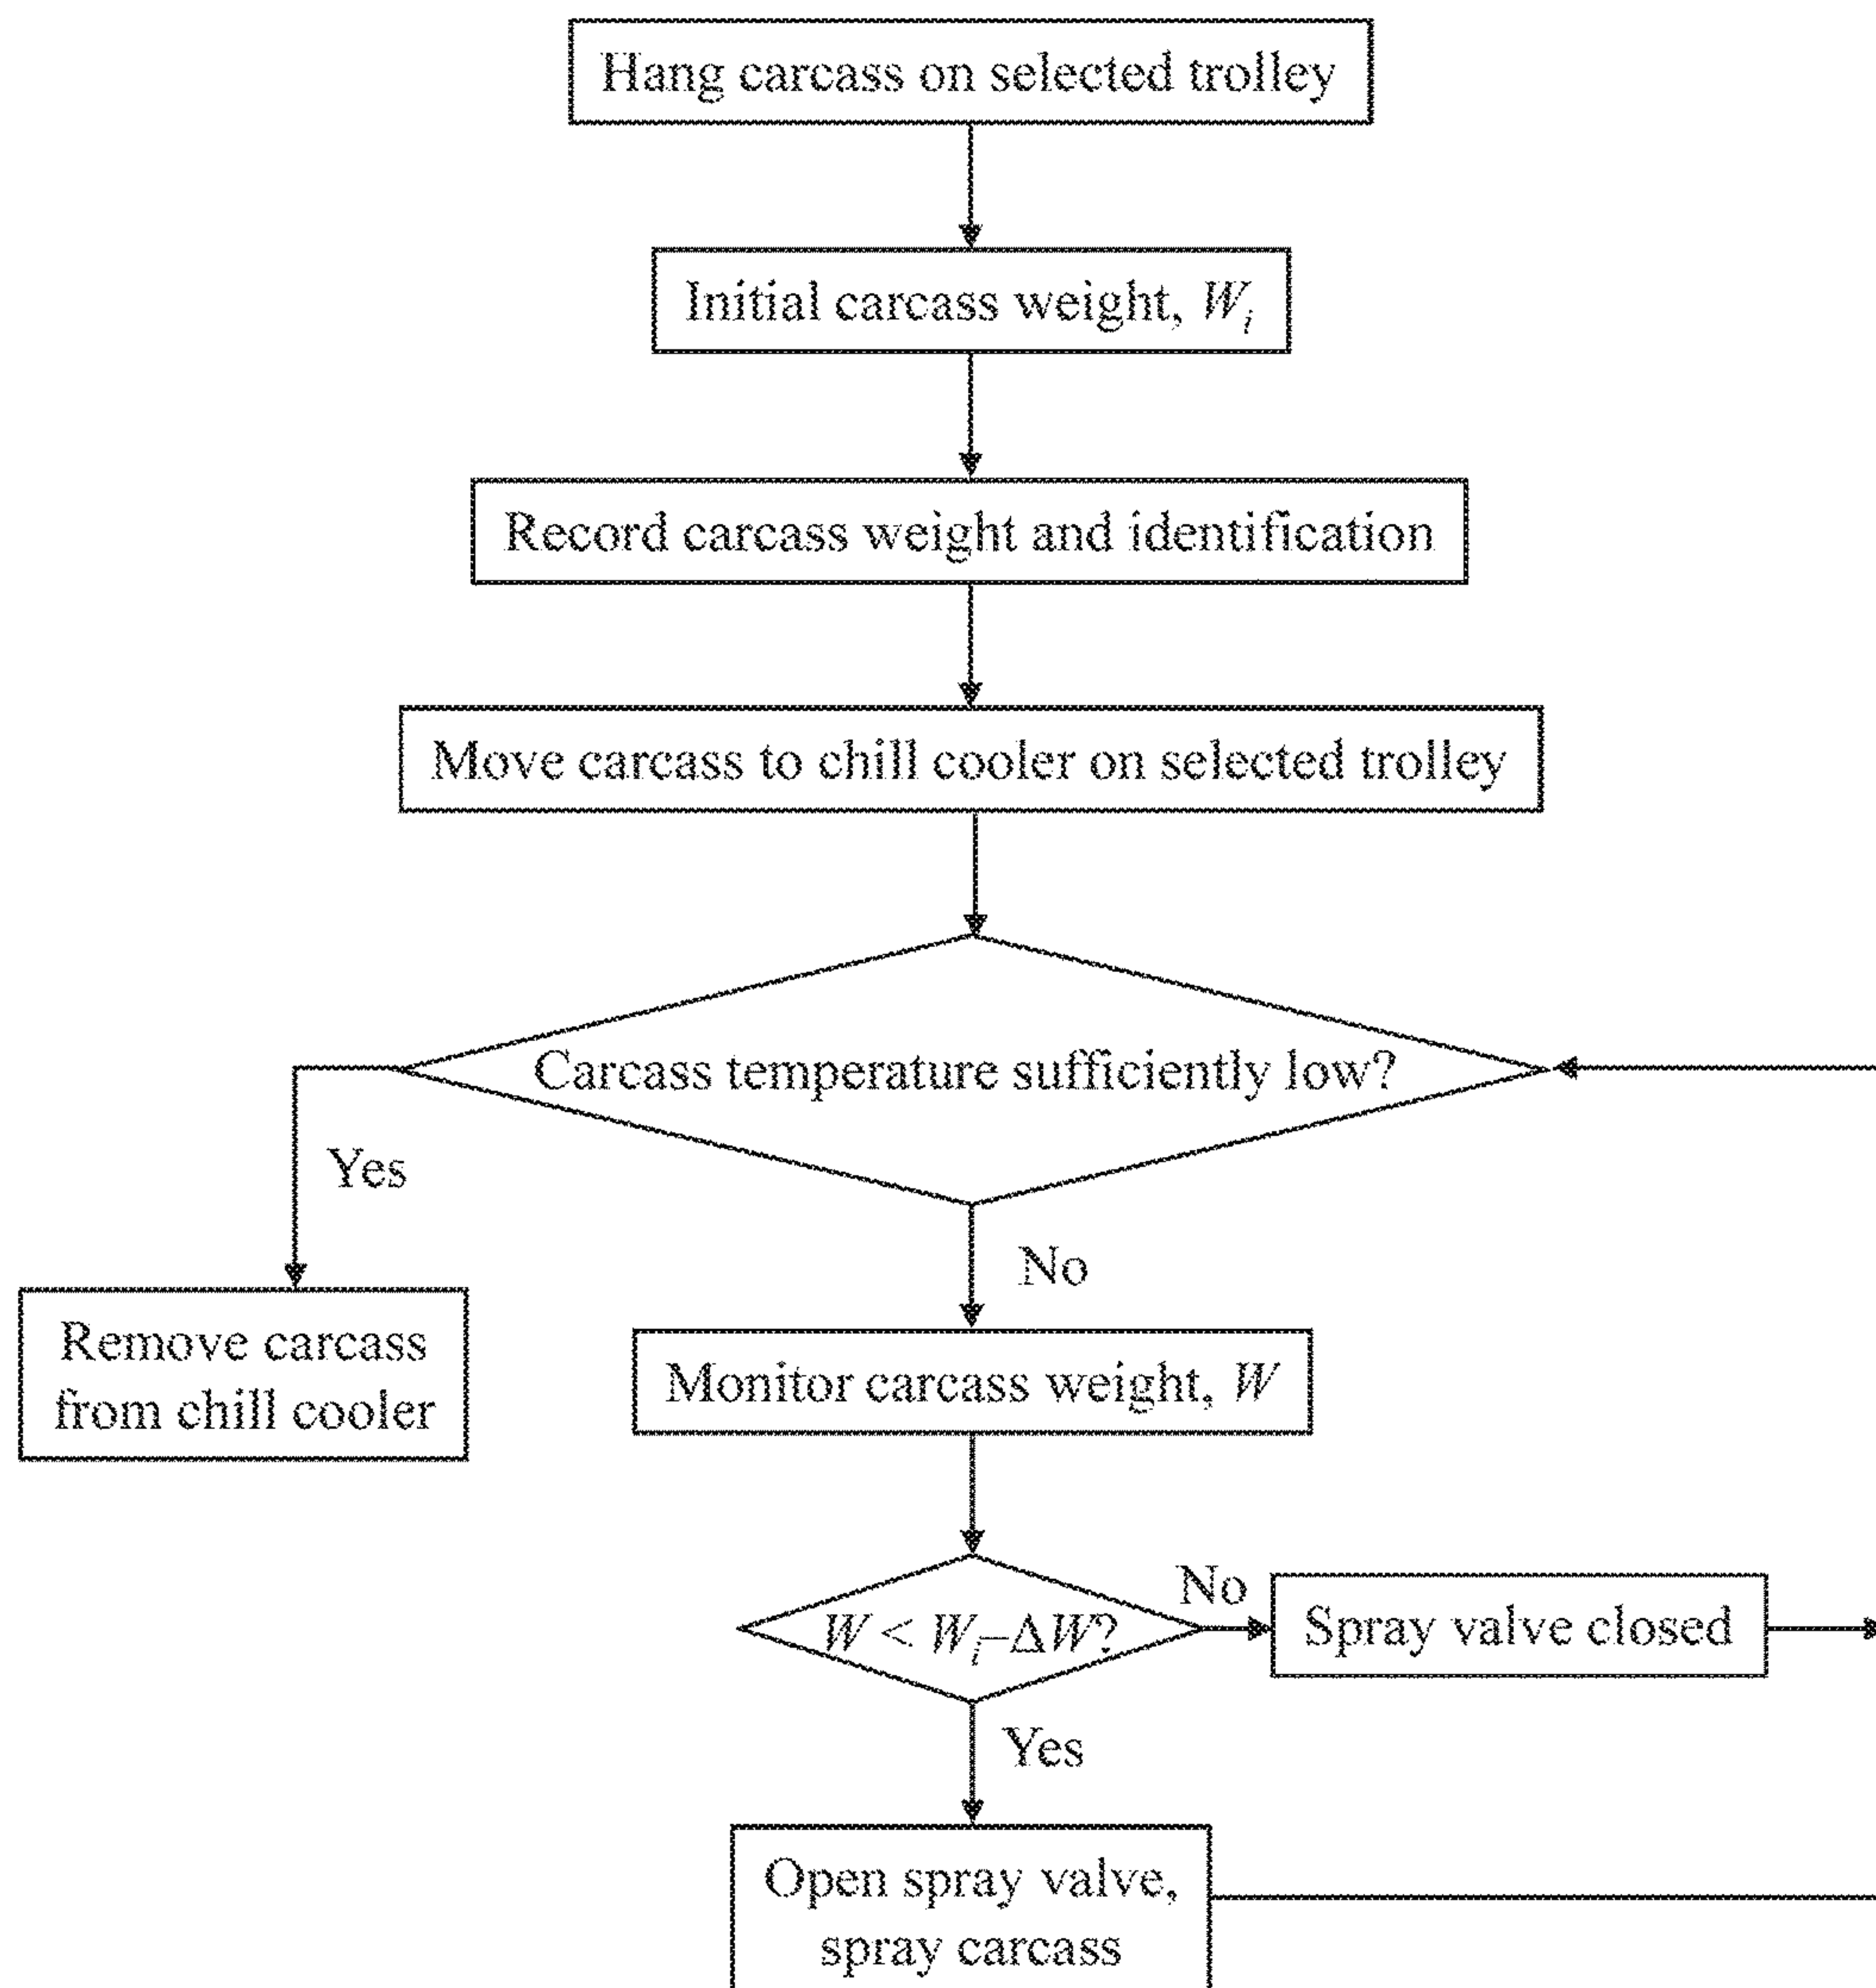 Hang carcass on selected trolley
Initial carcass weight, Wᵢ
Record carcass weight and identification
Move carcass to chill cooler on selected trolley
Carcass temperature sufficiently low?
Yes
No
Remove carcass
from chill cooler
Monitor carcass weight, W
W < Wᵢ–ΔW?
No
Spray valve closed
Yes
Open spray valve,
spray carcass